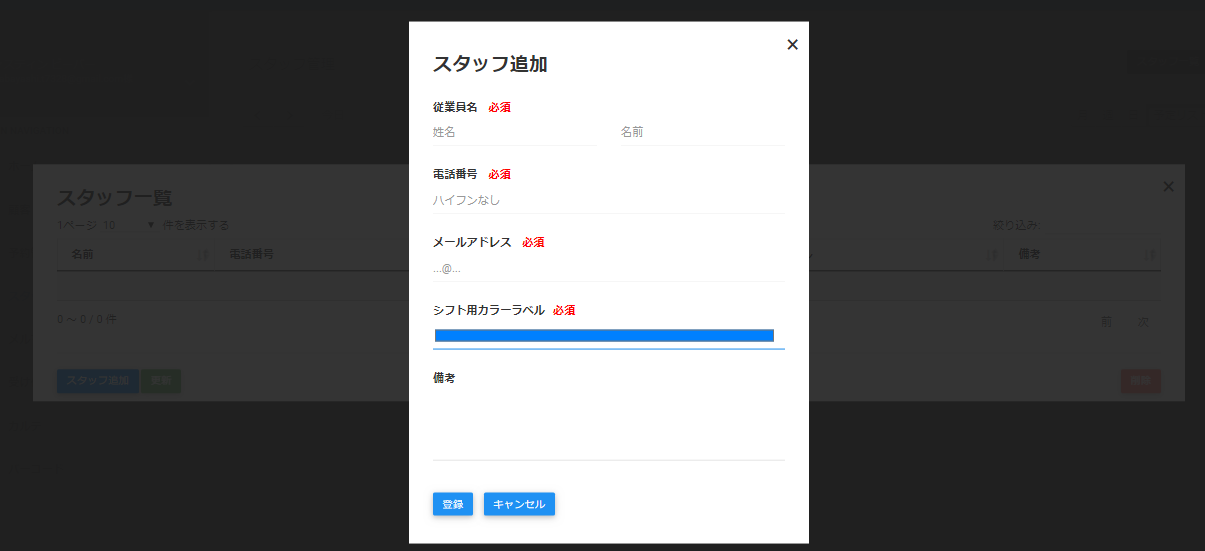 ×
スタッフ追加
従業員名 必須
姓名 名前
電話番号 必須
ハイフンなし
メールアドレス 必須
...@...
シフト用カラーラベル 必須
備考
登録 キャンセル
×
スタッフ一覧
1ページ 10 ▼ 件を表示する 絞り込み:
名前 電話番号 備考
0 ～ 0 / 0 件 前 次
スタッフ追加 更新